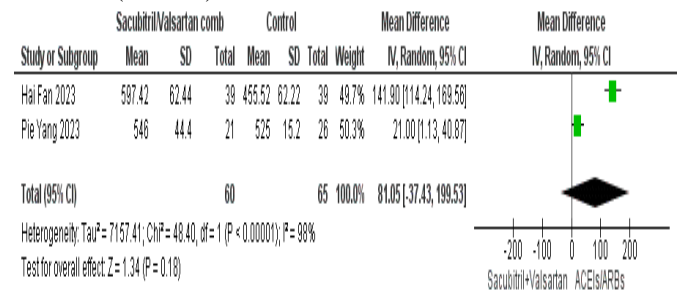 Sacubitril/Valsartan comb Control Mean Difference Mean Difference
Study or Subgroup Mean SD Total Mean SD Total Weight IV, Random, 95% CI IV, Random, 95% CI
Hai Fan 2023 597.42 62.44 39 455.52 62.22 39 49.7% 141.90 [114.24, 169.56]
Pie Yang 2023 546 44.4 21 525 15.2 26 50.3% 21.00 [1.13, 40.87]
Total (95% CI) 60 65 100.0% 81.05 [-37.43, 199.53]
Heterogeneity: Tau² = 7157.41; Chi² = 48.40, df = 1 (P < 0.00001); I² = 98%
Test for overall effect: Z = 1.34 (P = 0.18)
-200 -100 0 100 200
Sacubitril+Valsartan ACEIs/ARBs